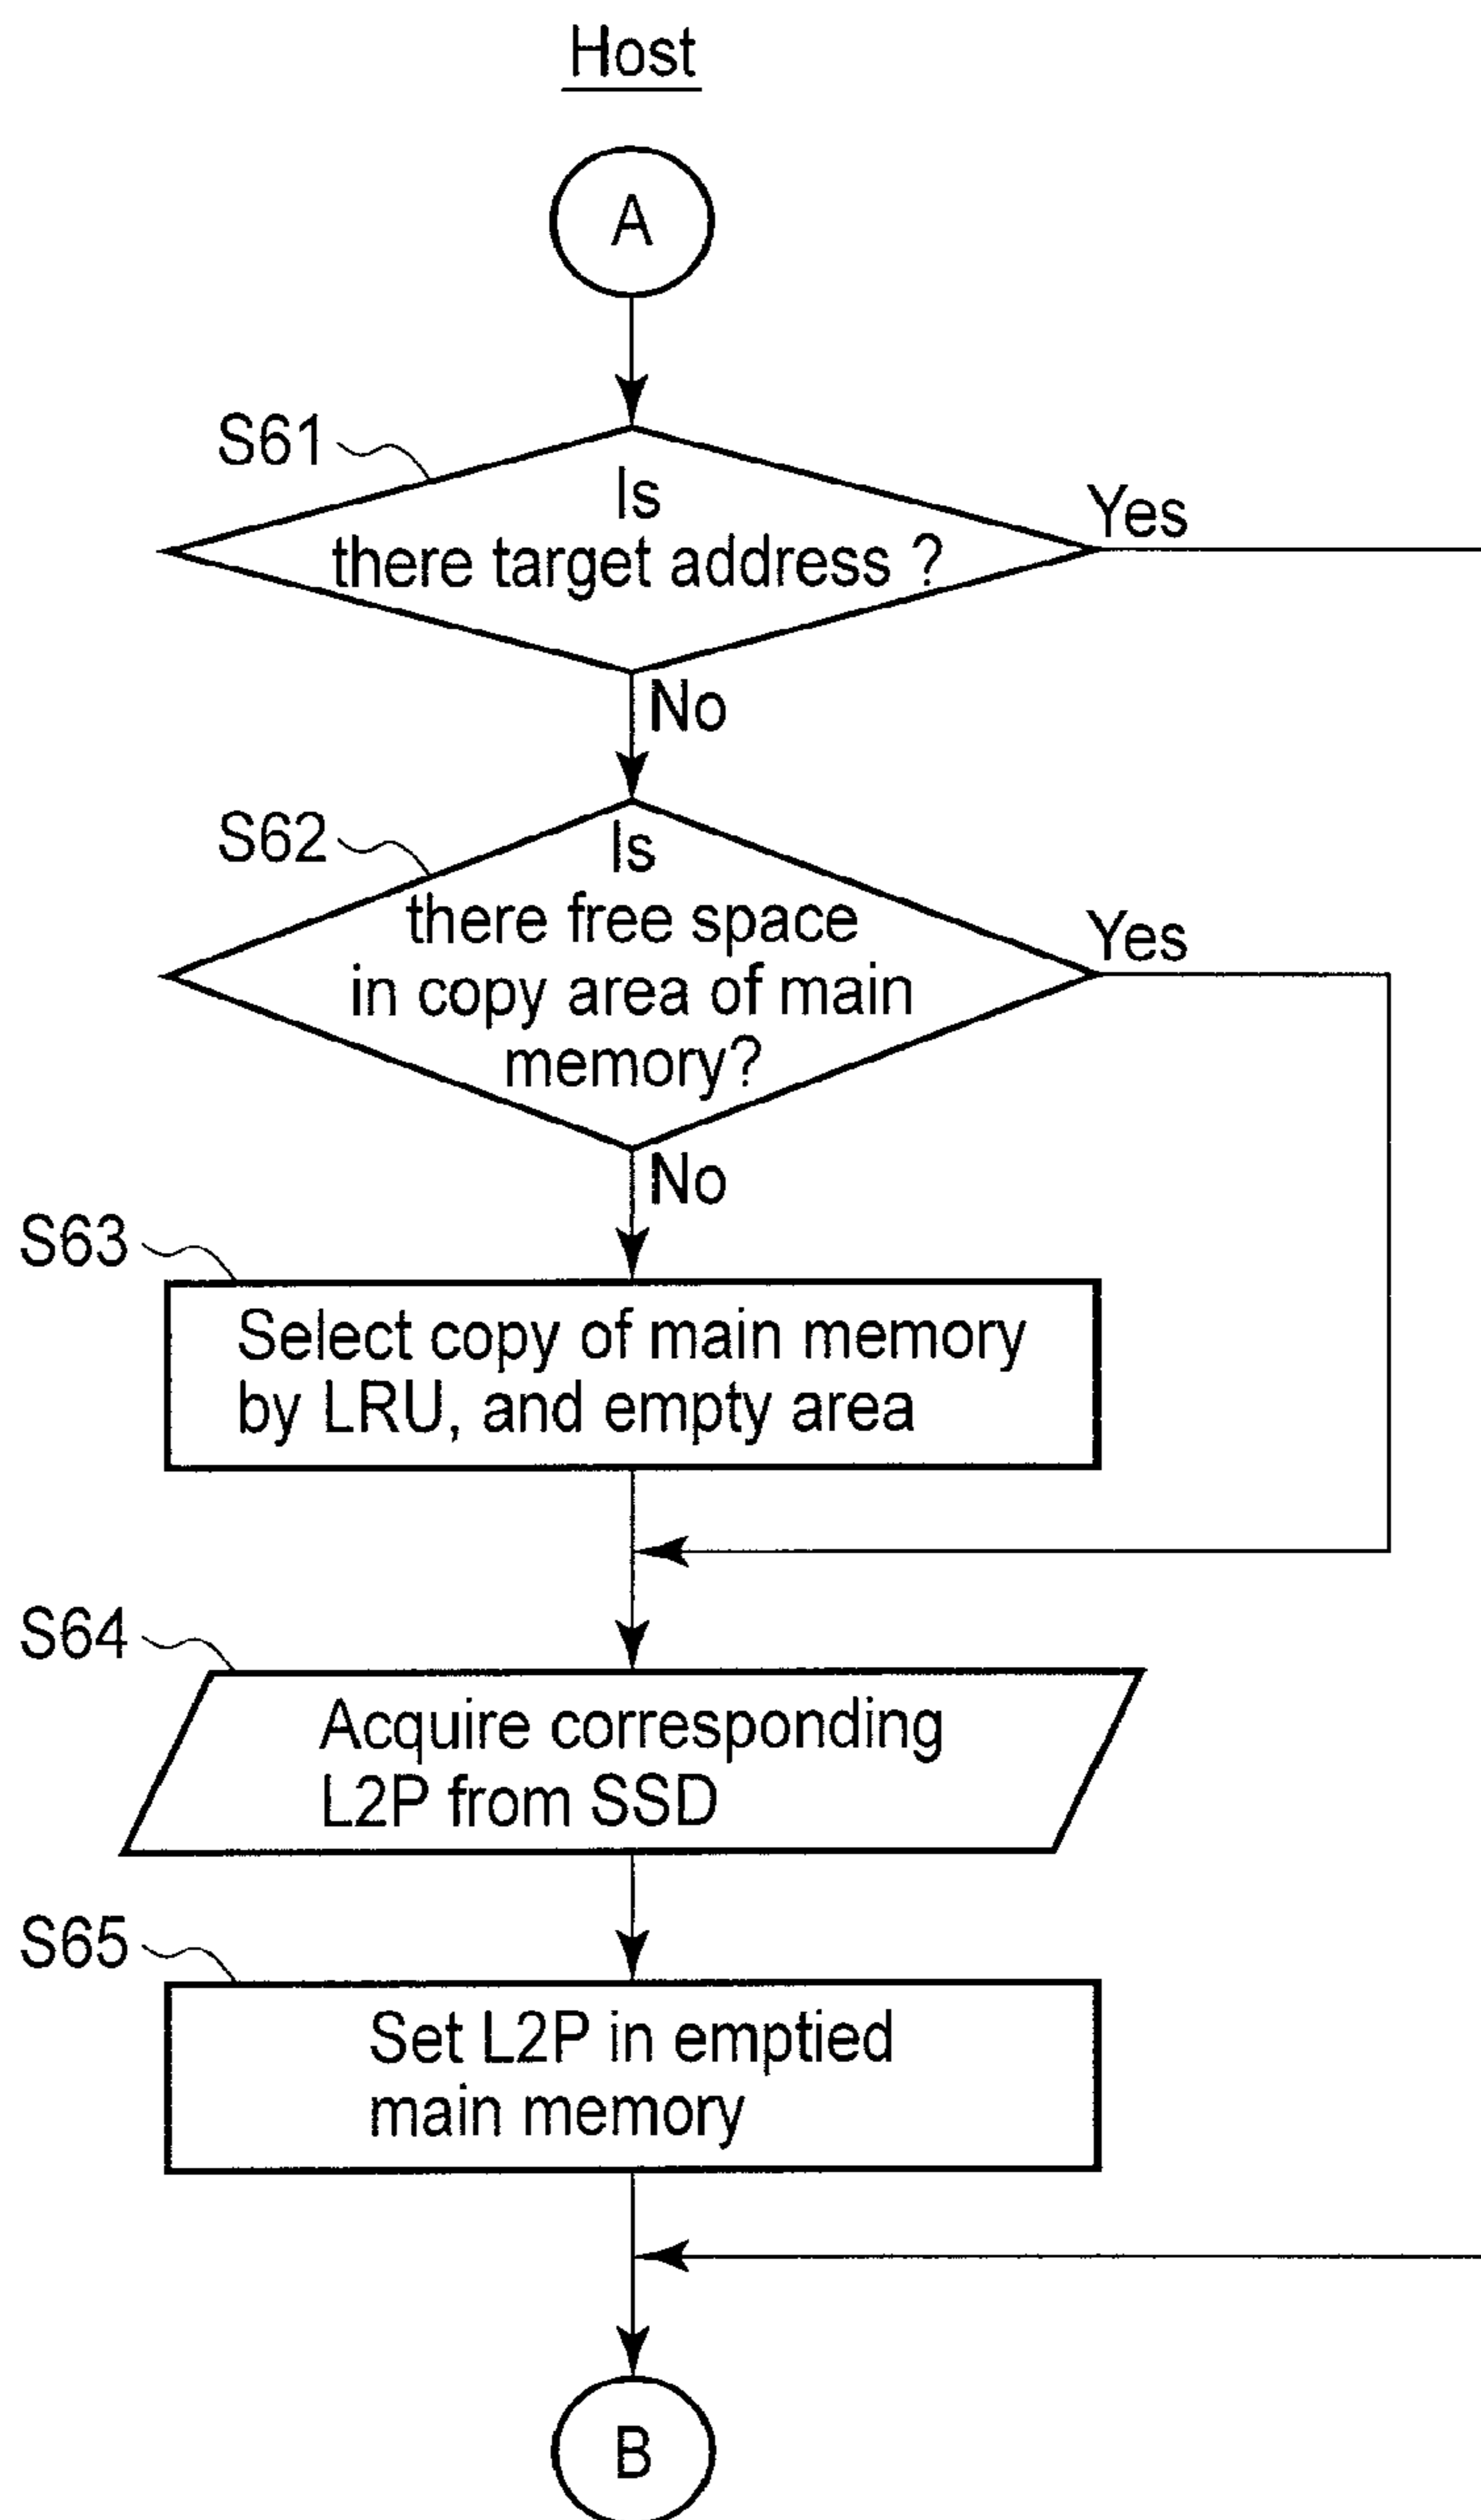 Host
A
S61
Is
there target address ?
Yes
No
S62
Is
there free space
in copy area of main
memory?
Yes
No
S63
Select copy of main memory
by LRU, and empty area
S64
Acquire corresponding
L2P from SSD
S65
Set L2P in emptied
main memory
B